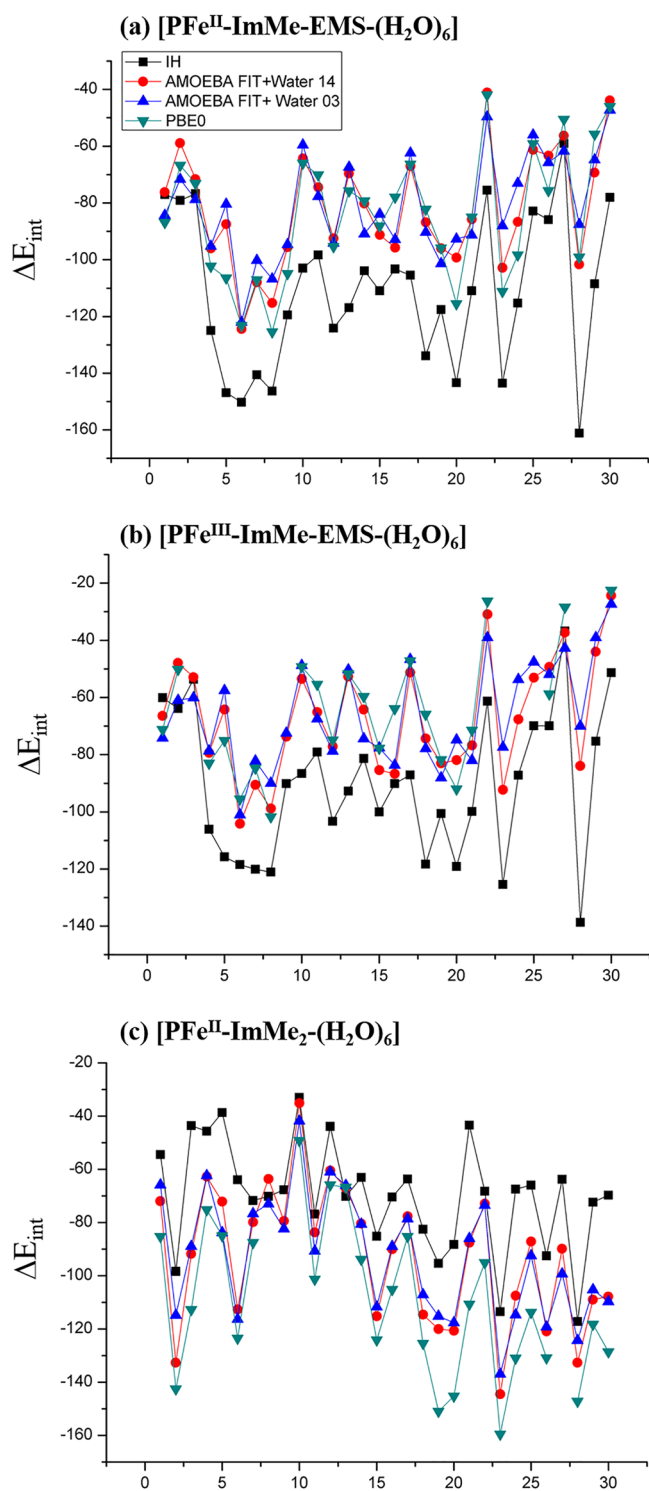 (a) [PFeᴵᴵ-ImMe-EMS-(H₂O)₆]
IH
AMOEBA FIT+Water 14
AMOEBA FIT+ Water 03
PBE0
-40
-60
-80
-100
-120
-140
-160
ΔEint
0 5 10 15 20 25 30
(b) [PFeᴵᴵᴵ-ImMe-EMS-(H₂O)₆]
-20
-40
-60
-80
-100
-120
-140
ΔEint
0 5 10 15 20 25 30
(c) [PFeᴵᴵ-ImMe₂-(H₂O)₆]
-20
-40
-60
-80
-100
-120
-140
-160
ΔEint
0 5 10 15 20 25 30